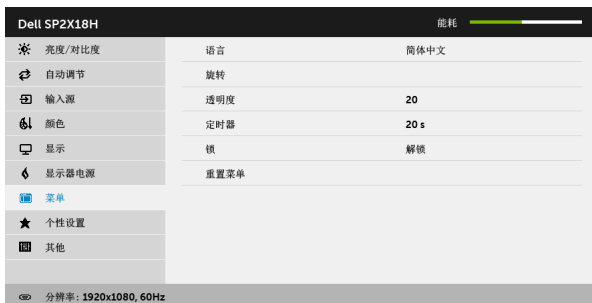 Dell SP2X18H 能耗
亮度/对比度 语言 简体中文
自动调节 旋转
输入源 透明度 20
颜色 定时器 20 s
显示 锁 解锁
显示器电源 重置菜单
菜单
个性设置
其他
分辨率: 1920x1080, 60Hz